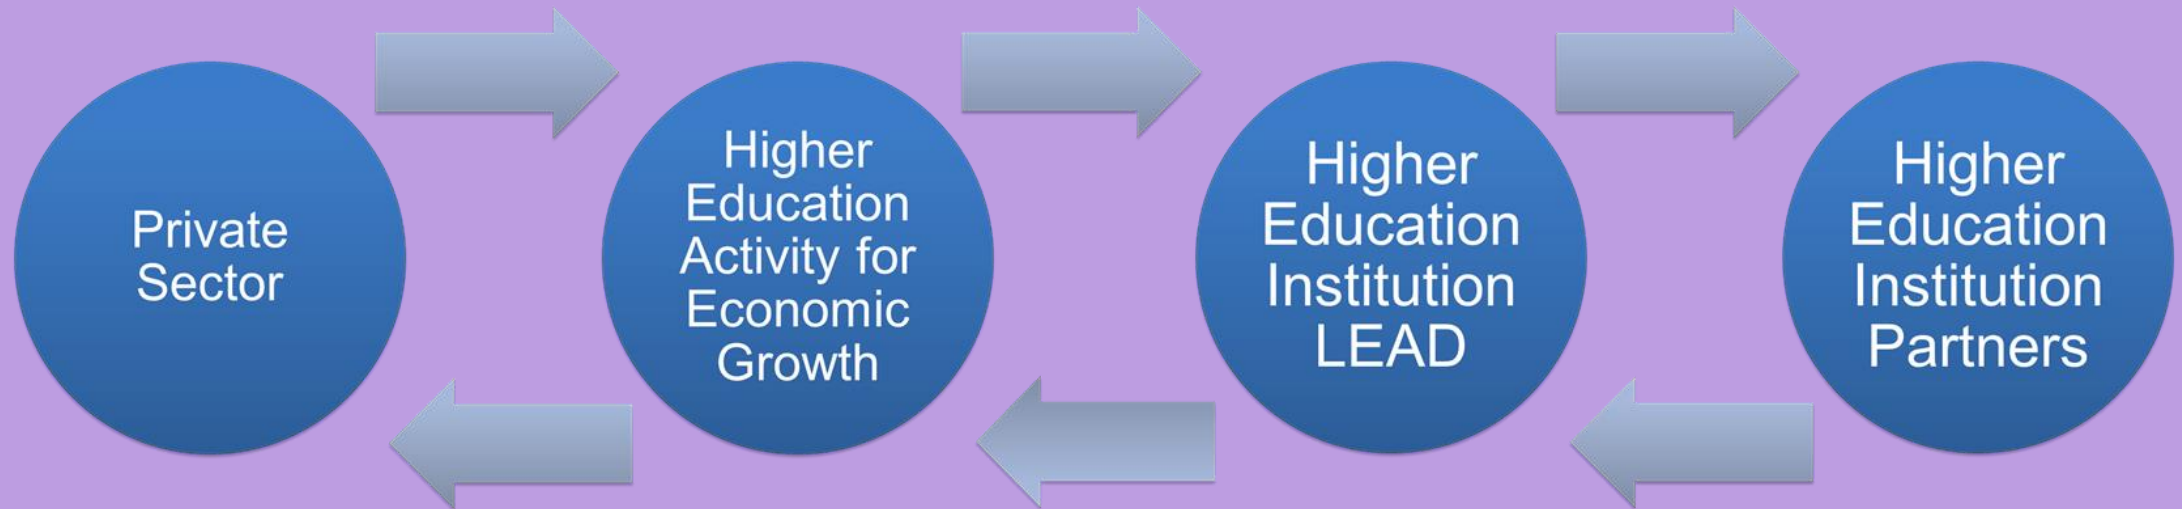 Private
Sector
Higher
Education
Activity for
Economic
Growth
Higher
Education
Institution
LEAD
Higher
Education
Institution
Partners